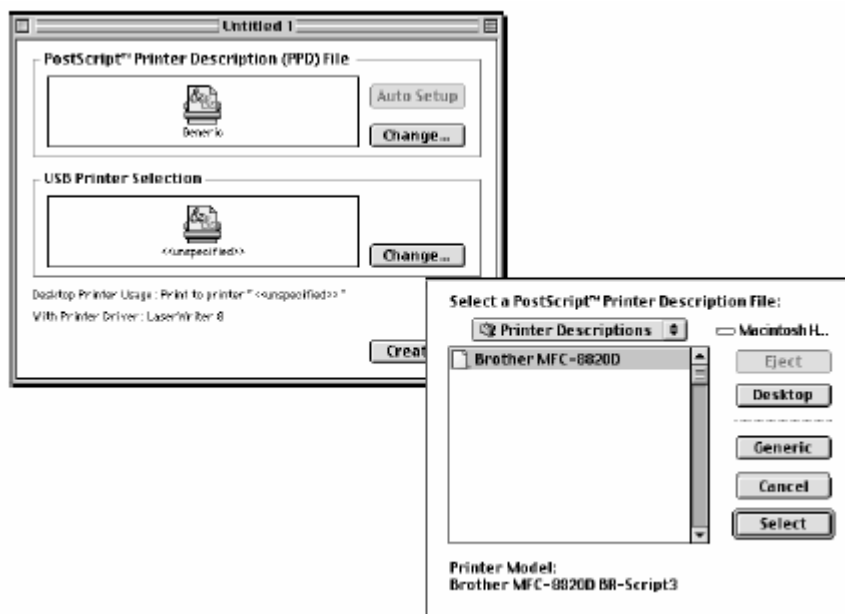 Untitled 1
PostScript™ Printer Description (PPD) File
Generic
Auto Setup
Change...
USB Printer Selection
<<unspecified>>
Change...
Desktop Printer Usage: Print to printer "<<unspecified>>"
With Printer Driver: LaserWriter 8
Creat
Select a PostScript™ Printer Description File:
Printer Descriptions
Macintosh H...
Brother MFC-8820D
Eject
Desktop
Generic
Cancel
Select
Printer Model:
Brother MFC-8820D BR-Script3